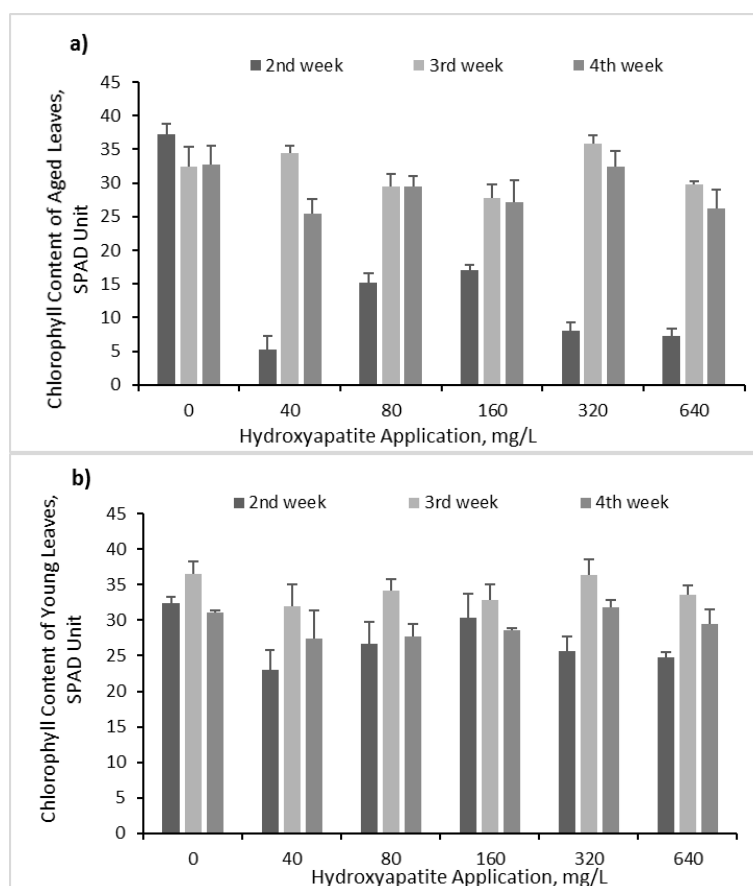 a)
2nd week 3rd week 4th week
Chlorophyll Content of Aged Leaves,
SPAD Unit
45
40
35
30
25
20
15
10
5
0
0 40 80 160 320 640
Hydroxyapatite Application, mg/L
b)
2nd week 3rd week 4th week
Chlorophyll Content of Young Leaves,
SPAD Unit
45
40
35
30
25
20
15
10
5
0
0 40 80 160 320 640
Hydroxyapatite Application, mg/L